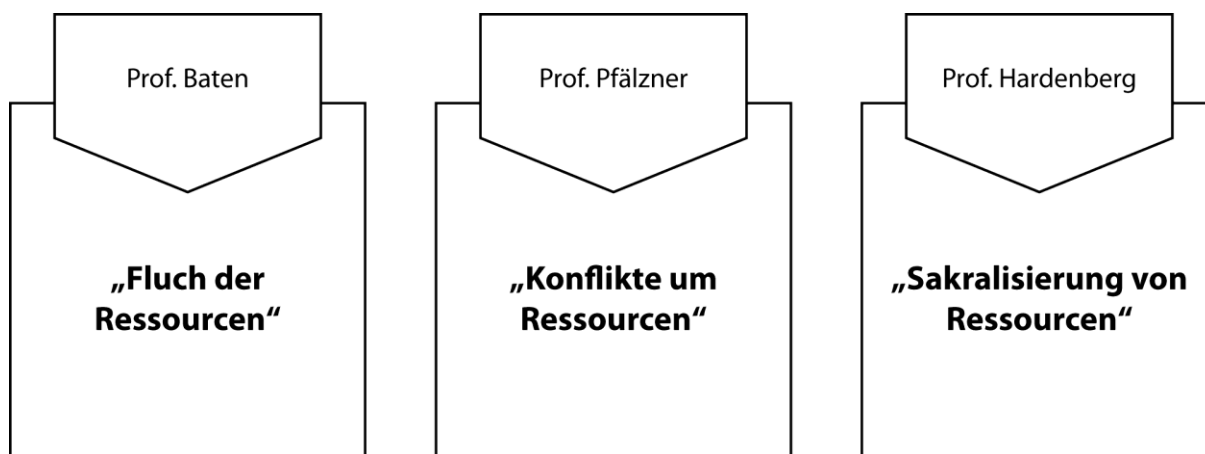 Prof. Baten
Prof. Pfälzner
Prof. Hardenberg
„Fluch der
Ressourcen“
„Konflikte um
Ressourcen“
„Sakralisierung von
Ressourcen“